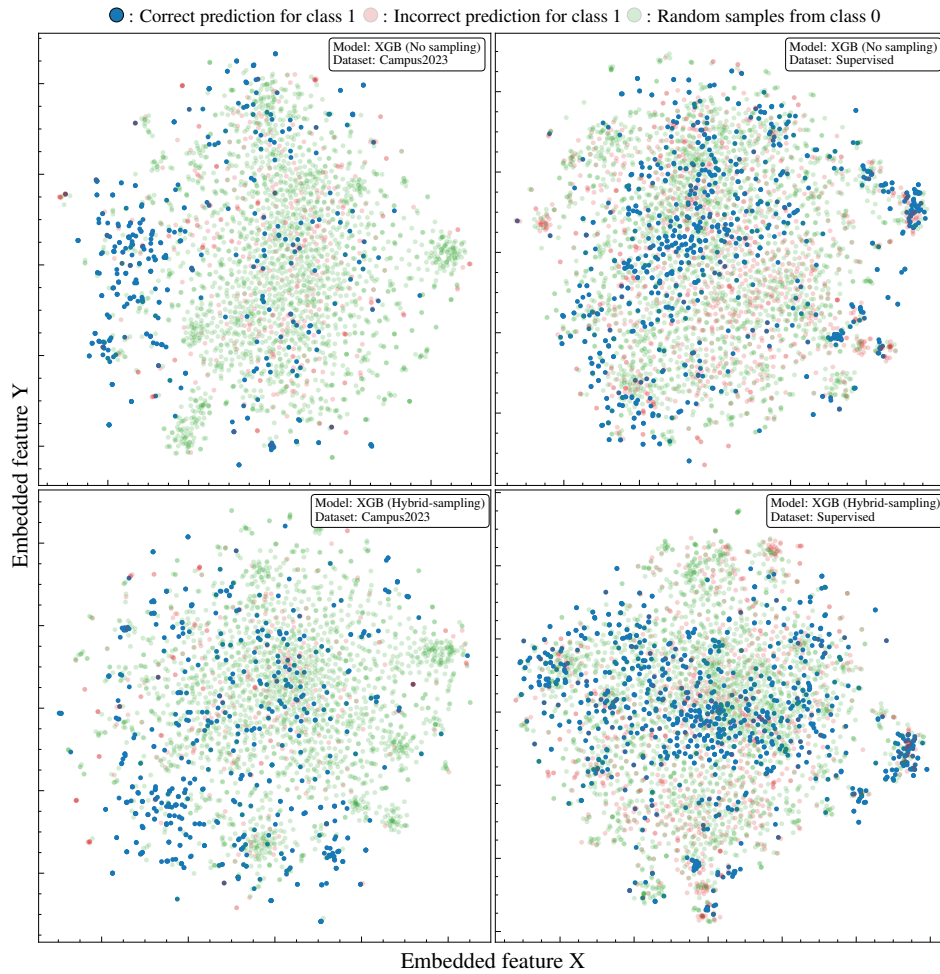 : Correct prediction for class 1 : Incorrect prediction for class 1 : Random samples from class 0
Model: XGB (No sampling)
Dataset: Campus2023
Model: XGB (No sampling)
Dataset: Supervised
Embedded feature Y
Model: XGB (Hybrid-sampling)
Dataset: Campus2023
Model: XGB (Hybrid-sampling)
Dataset: Supervised
Embedded feature X